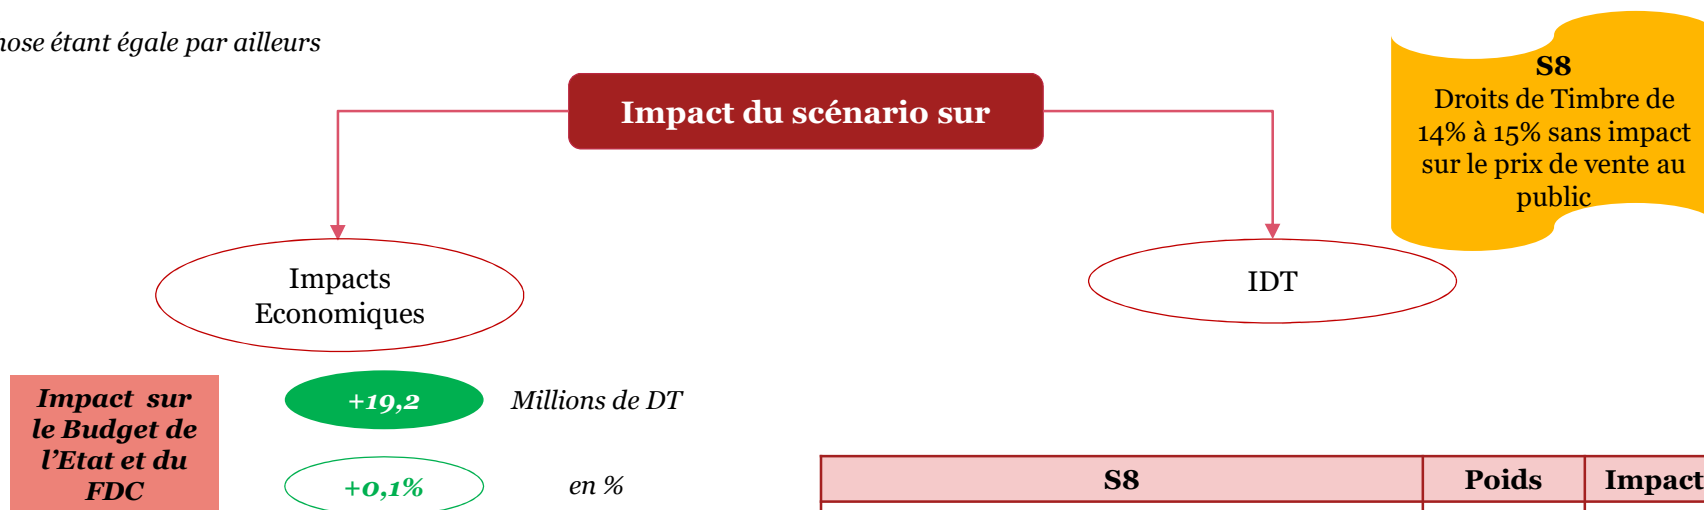 étant égale par ailleurs
S8
Droits de Timbre de
14% à 15% sans impact
sur le prix de vente au
public
Impact du scénario sur
Impacts
Economiques
IDT
Impact sur
le Budget de
l’Etat et du
FDC
+19,2
Millions de DT
+0,1%
en %
S8
Poids
Impact